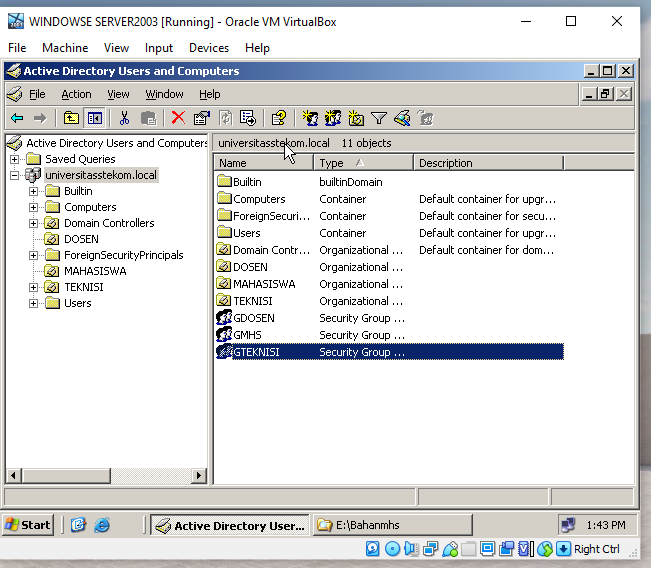 WINDOWSE SERVER2003 [Running] - Oracle VM VirtualBox
File Machine View Input Devices Help
Active Directory Users and Computers
File Action View Window Help
Active Directory Users and Computers
Saved Queries
universitasstekom.local
Builtin
Computers
Domain Controllers
DOSEN
ForeignSecurityPrincipals
MAHASISWA
TEKNISI
Users
universitasstekom.local 11 objects
Name Type Description
Builtin builtinDomain
Computers Container Default container for upgr...
ForeignSecuri... Container Default container for secu...
Users Container Default container for upgr...
Domain Contr... Organizational ... Default container for dom...
DOSEN Organizational ...
MAHASISWA Organizational ...
TEKNISI Organizational ...
GDOSEN Security Group ...
GMHS Security Group ...
GTEKNISI Security Group ...
Start Active Directory User... E:\Bahanmhs 1:43 PM
Right Ctrl